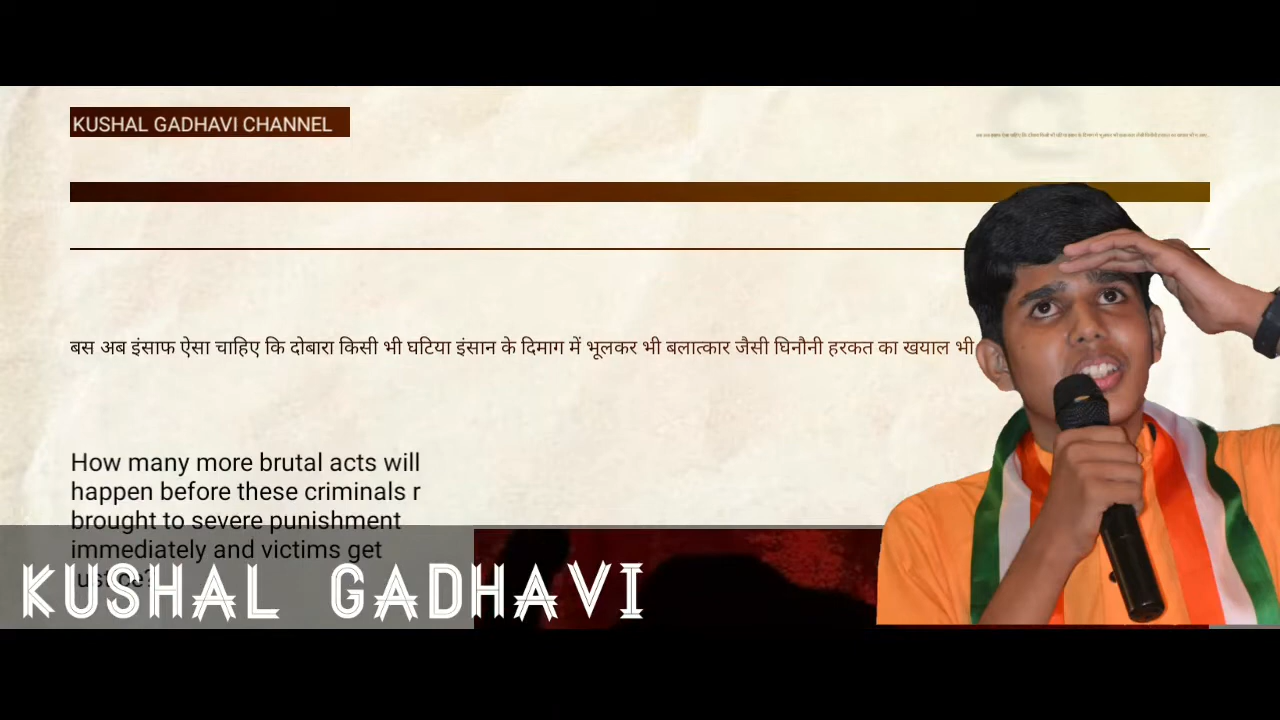 KUSHAL GADHAVI CHANNEL
बस अब इंसाफ ऐसा चाहिए कि दोबारा किसी भी घटिया इंसान के दिमाग में भूलकर भी बलात्कार जैसी घिनौनी हरकत का खयाल भी
How many more brutal acts will
happen before these criminals r
brought to severe punishment
immediately and victims get
KUSHAL GADHAVI